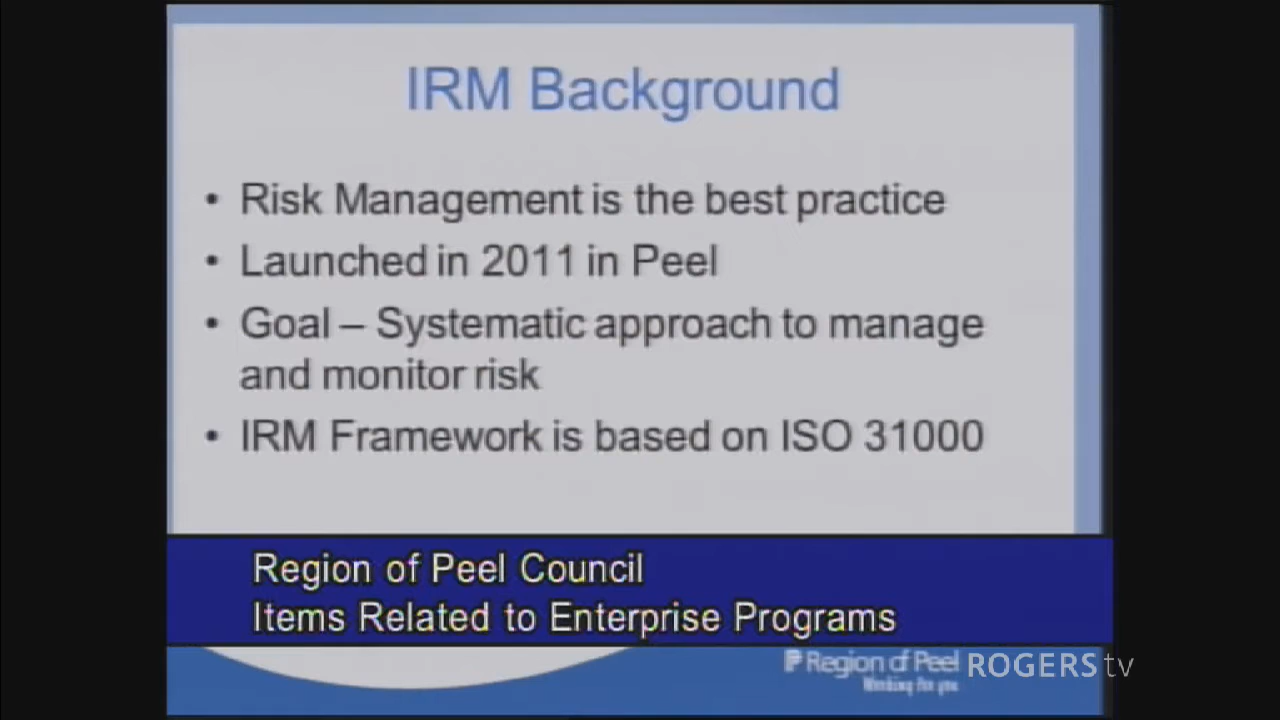 IRM Background
• Risk Management is the best practice
• Launched in 2011 in Peel
• Goal – Systematic approach to manage
and monitor risk
• IRM Framework is based on ISO 31000
Region of Peel Council
Items Related to Enterprise Programs
Region of Peel
Working for you
ROGERS tv